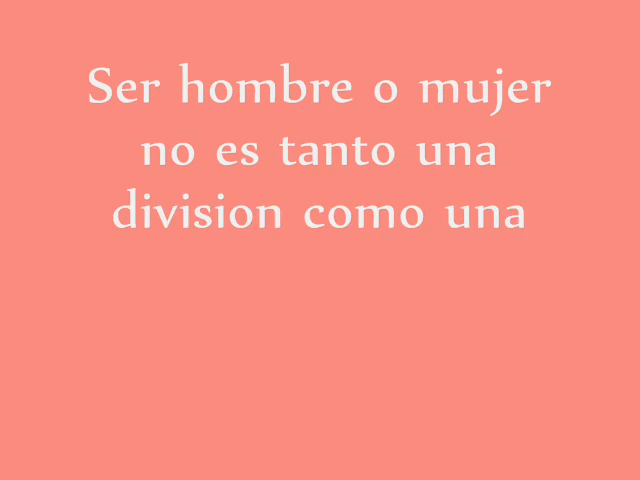 Ser hombre o mujer
no es tanto una
division como una